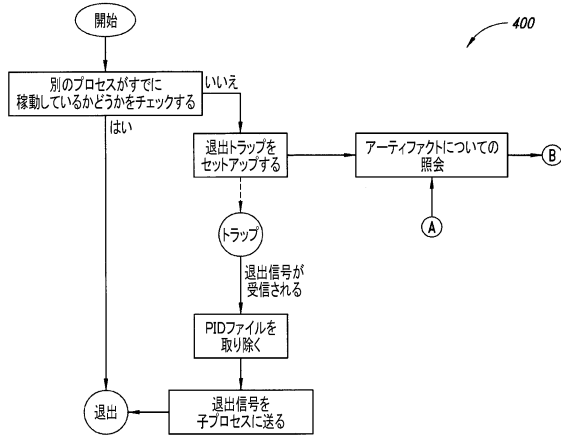 開始
400
別のプロセスがすでに
稼動しているかどうかをチェックする
いいえ
はい
退出トラップを
セットアップする
アーティファクトについての
照会
B
A
トラップ
退出信号が
受信される
PIDファイルを
取り除く
退出信号を
子プロセスに送る
退出